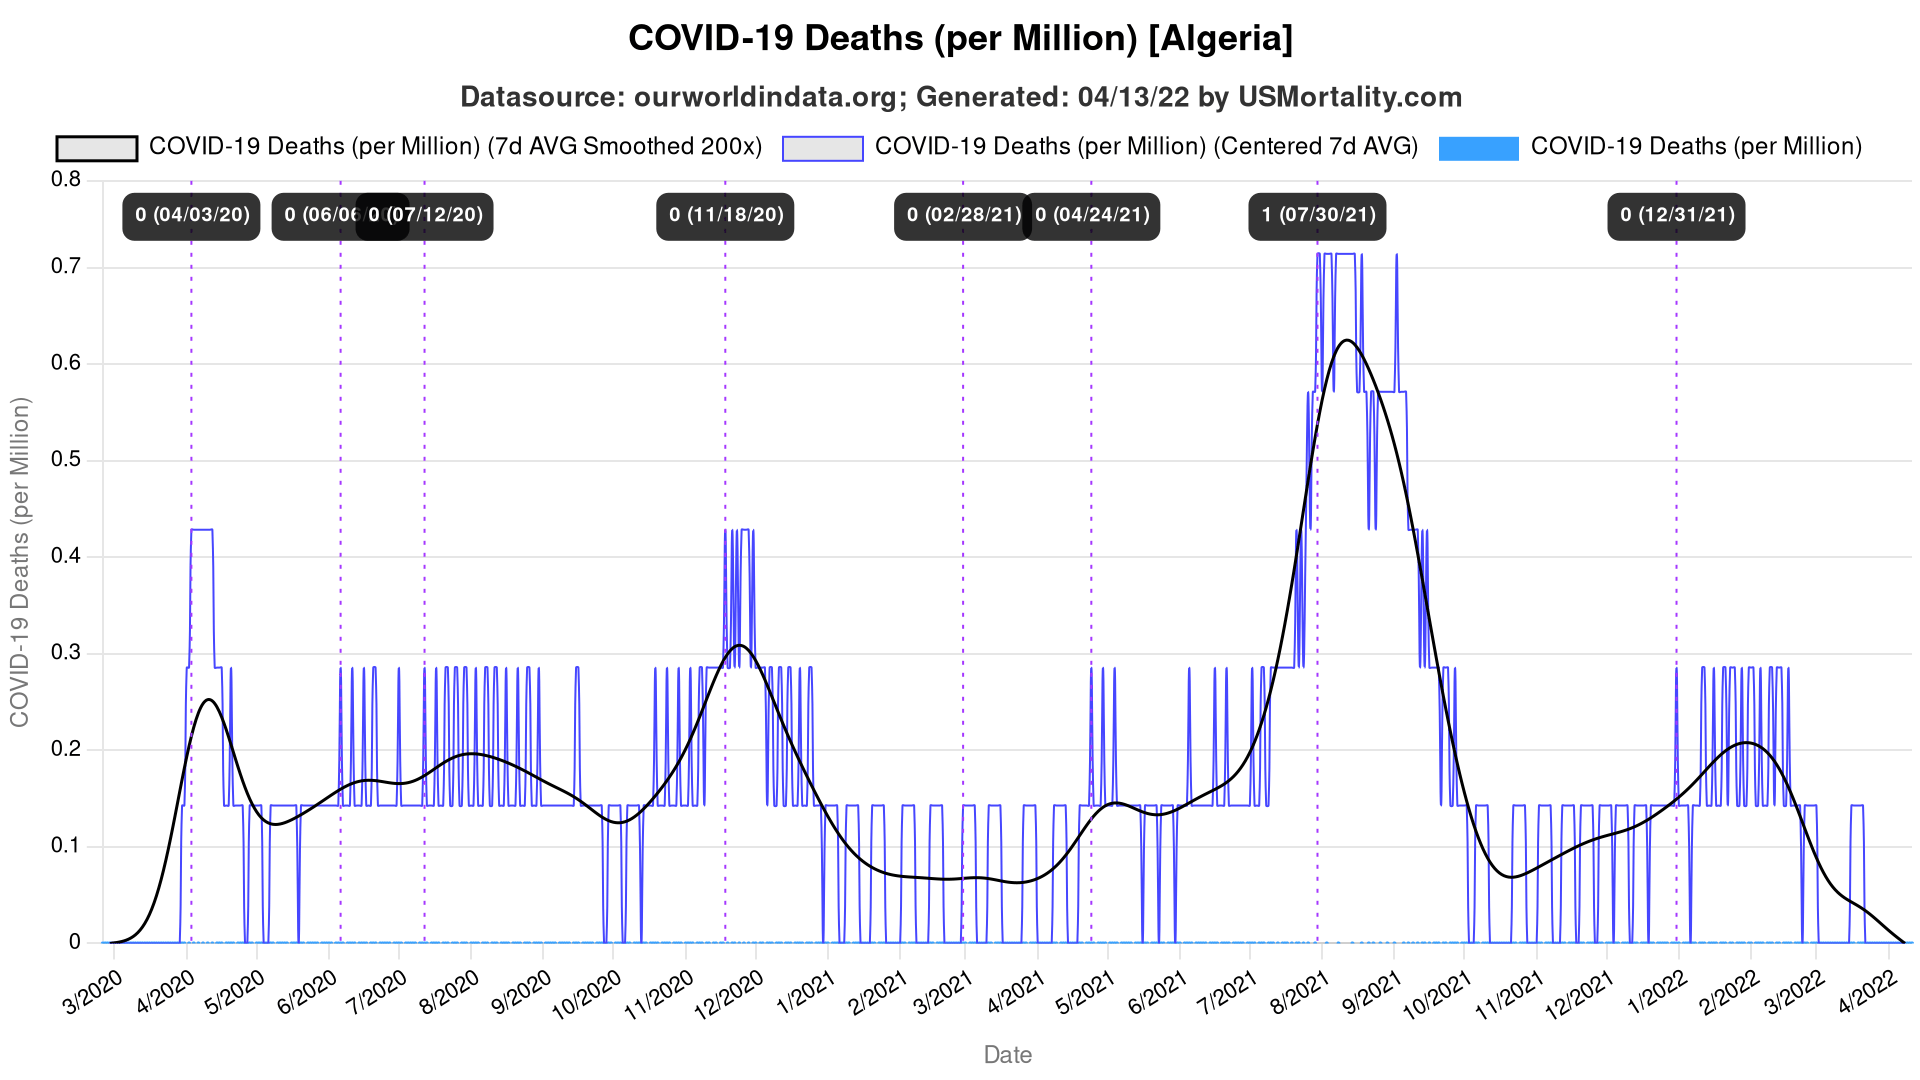 COVID-19 Deaths (per Million) [Algeria]
Datasource: ourworldindata.org; Generated: 04/13/22 by USMortality.com
COVID-19 Deaths (per Million) (7d AVG Smoothed 200x) COVID-19 Deaths (per Million) (Centered 7d AVG) COVID-19 Deaths (per Million)
0 (04/03/20) 0 (06/06 0 (07/12/20) 0 (11/18/20) 0 (02/28/21) 0 (04/24/21) 1 (07/30/21) 0 (12/31/21)
COVID-19 Deaths (per Million)
0.8
0.7
0.6
0.5
0.4
0.3
0.2
0.1
0
3/2020 4/2020 5/2020 6/2020 7/2020 8/2020 9/2020 10/2020 11/2020 12/2020 1/2021 2/2021 3/2021 4/2021 5/2021 6/2021 7/2021 8/2021 9/2021 10/2021 11/2021 12/2021 1/2022 2/2022 3/2022 4/2022
Date